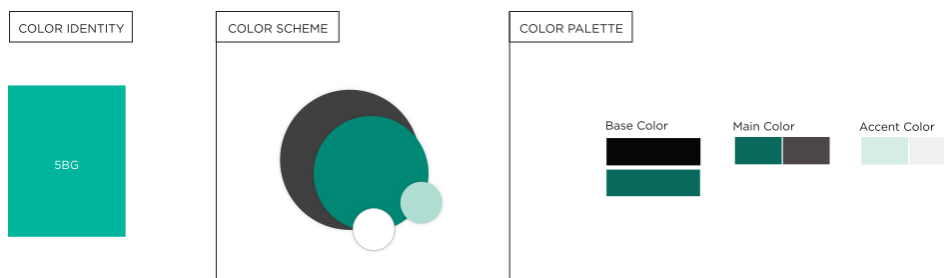 COLOR IDENTITY
COLOR SCHEME
COLOR PALETTE
5BG
Base Color
Main Color
Accent Color